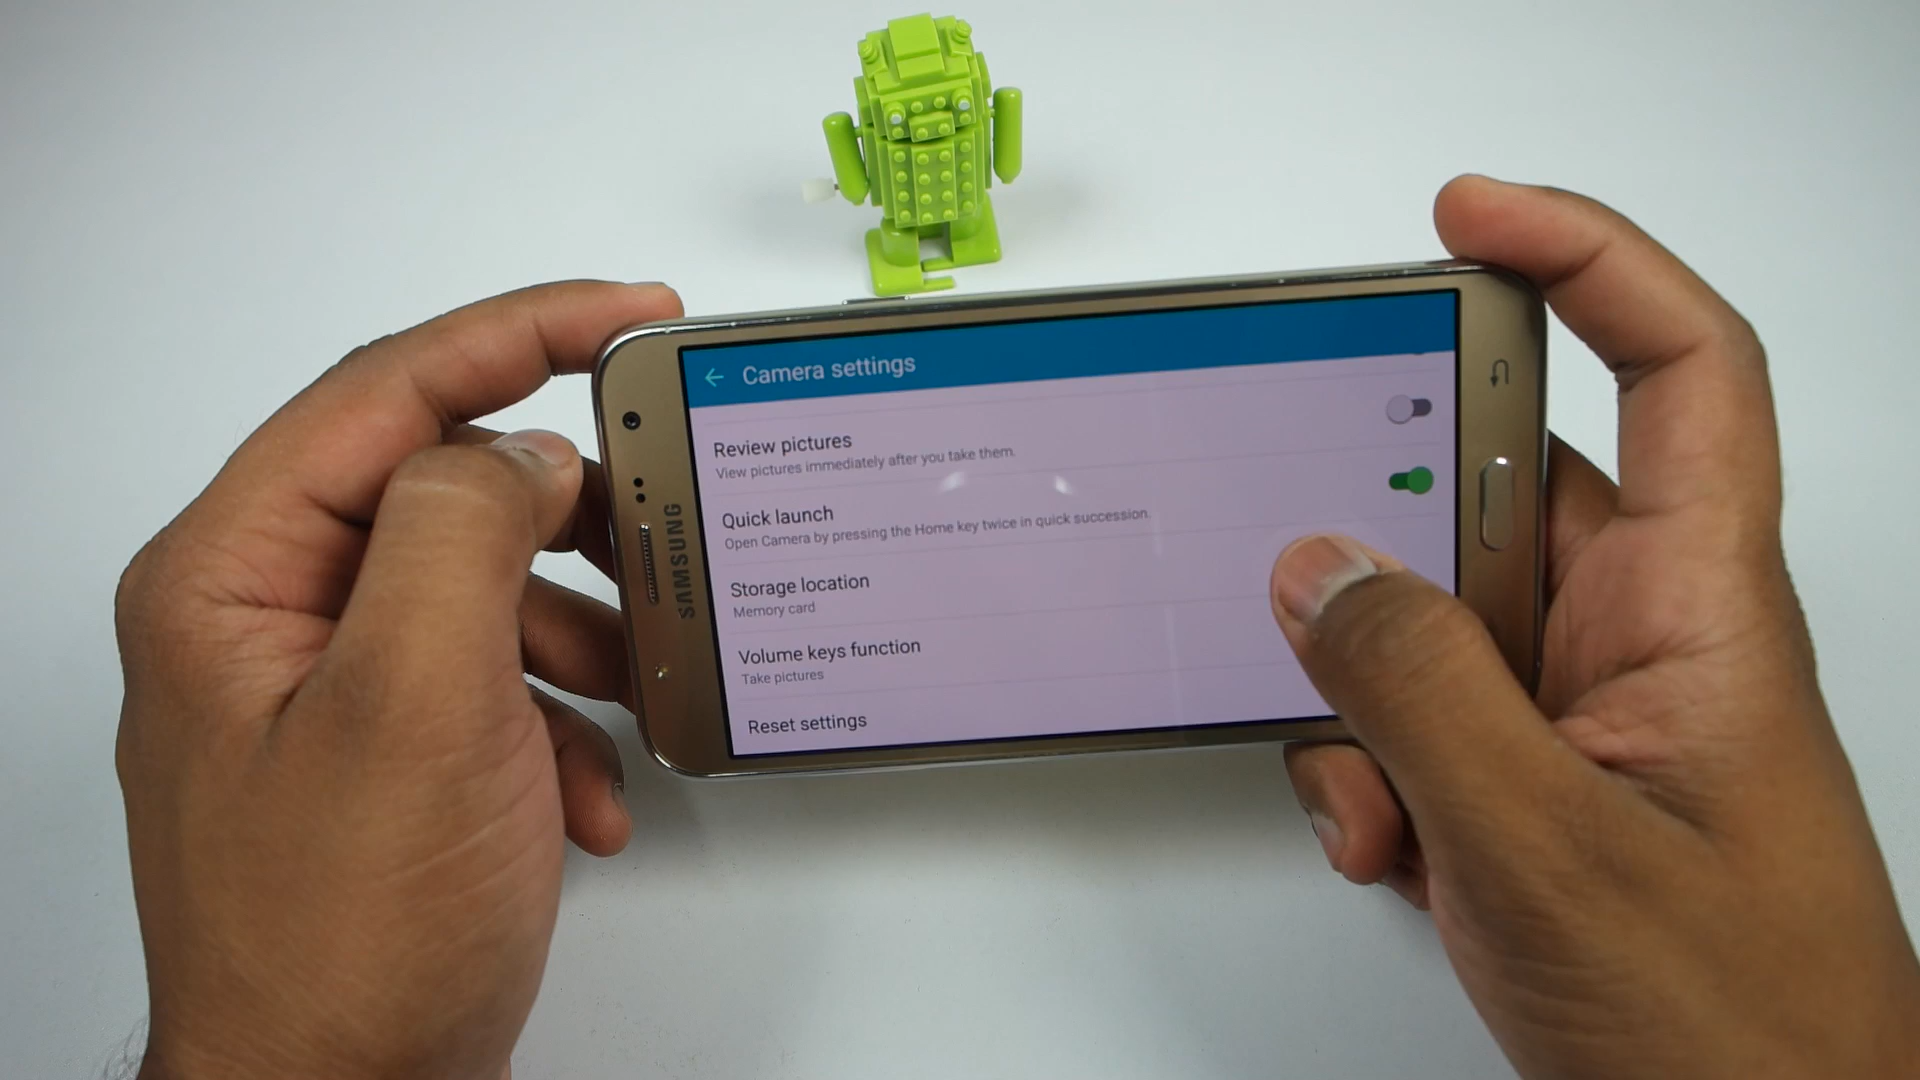 Camera settings
Review pictures
View pictures immediately after you take them.
Quick launch
Open Camera by pressing the Home key twice in quick succession.
Storage location
Memory card
Volume keys function
Take pictures
Reset settings
SAMSUNG